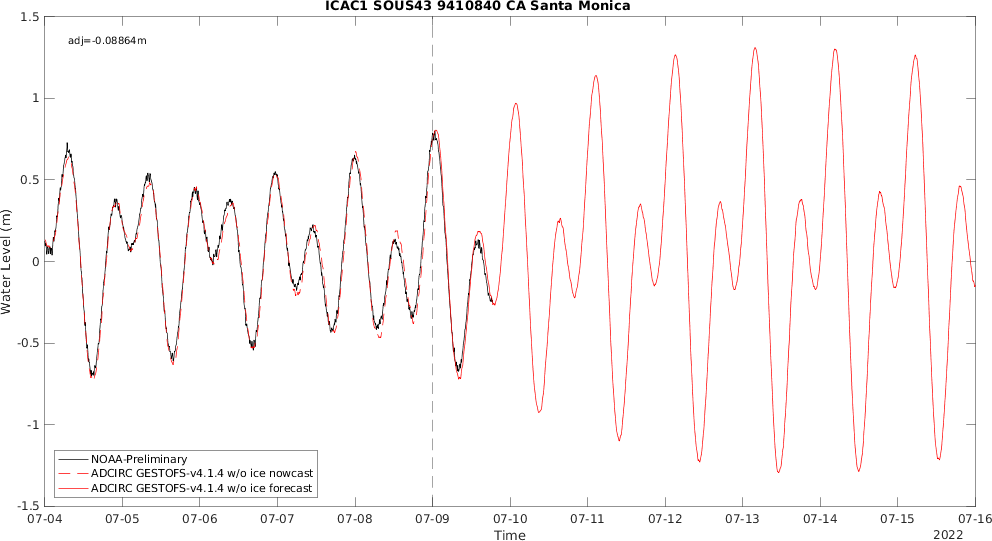 ICAC1 SOUS43 9410840 CA Santa Monica
adj=-0.08864m
1.5
1
0.5
0
-0.5
-1
-1.5
Water Level (m)
NOAA-Preliminary
ADCIRC GESTOFS-v4.1.4 w/o ice nowcast
ADCIRC GESTOFS-v4.1.4 w/o ice forecast
07-04 07-05 07-06 07-07 07-08 07-09 07-10 07-11 07-12 07-13 07-14 07-15 07-16
Time
2022